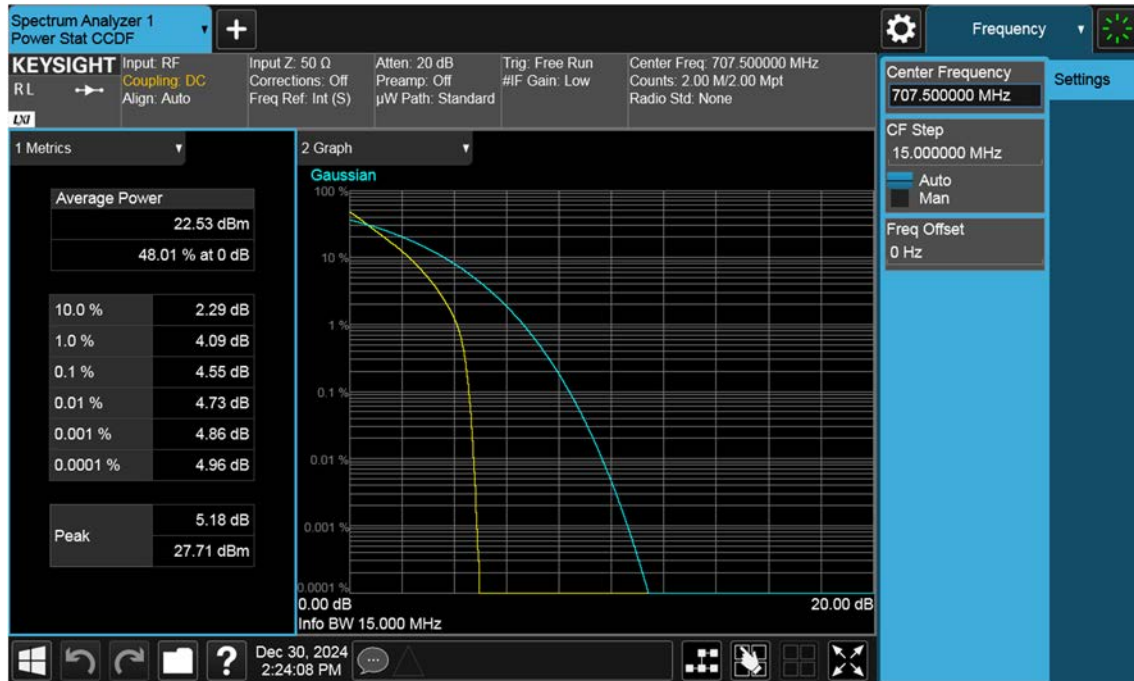 Spectrum Analyzer 1
Power Stat CCDF
Frequency
KEYSIGHT
R L
LXI
Input: RF
Coupling: DC
Align: Auto
Input Z: 50 Ω
Corrections: Off
Freq Ref: Int (S)
Atten: 20 dB
Preamp: Off
µW Path: Standard
Trig: Free Run
#IF Gain: Low
Center Freq: 707.500000 MHz
Counts: 2.00 M/2.00 Mpt
Radio Std: None
Center Frequency
707.500000 MHz
Settings
CF Step
15.000000 MHz
Auto
Man
Freq Offset
0 Hz
1 Metrics
Average Power
22.53 dBm
48.01 % at 0 dB
10.0 % 2.29 dB
1.0 % 4.09 dB
0.1 % 4.55 dB
0.01 % 4.73 dB
0.001 % 4.86 dB
0.0001 % 4.96 dB
Peak
5.18 dB
27.71 dBm
2 Graph
Gaussian
100 %
10 %
1 %
0.1 %
0.01 %
0.001 %
0.0001 %
0.00 dB 20.00 dB
Info BW 15.000 MHz
?
Dec 30, 2024
2:24:08 PM